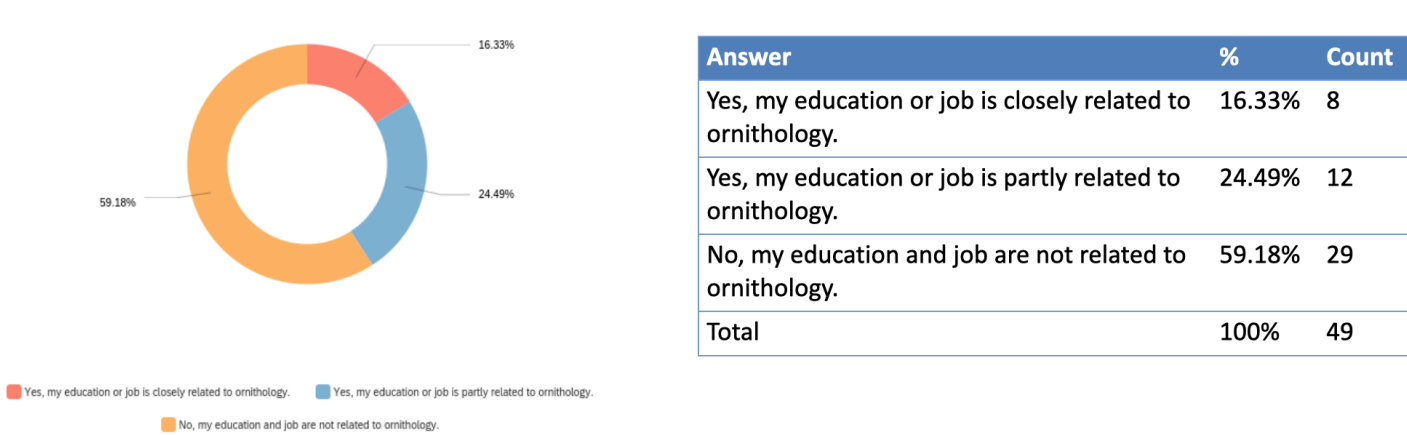 16.33%
24.49%
59.18%
Yes, my education or job is closely related to ornithology.
Yes, my education or job is partly related to ornithology.
No, my education and job are not related to ornithology.
Answer % Count
Yes, my education or job is closely related to 16.33% 8
ornithology.
Yes, my education or job is partly related to 24.49% 12
ornithology.
No, my education and job are not related to 59.18% 29
ornithology.
Total 100% 49